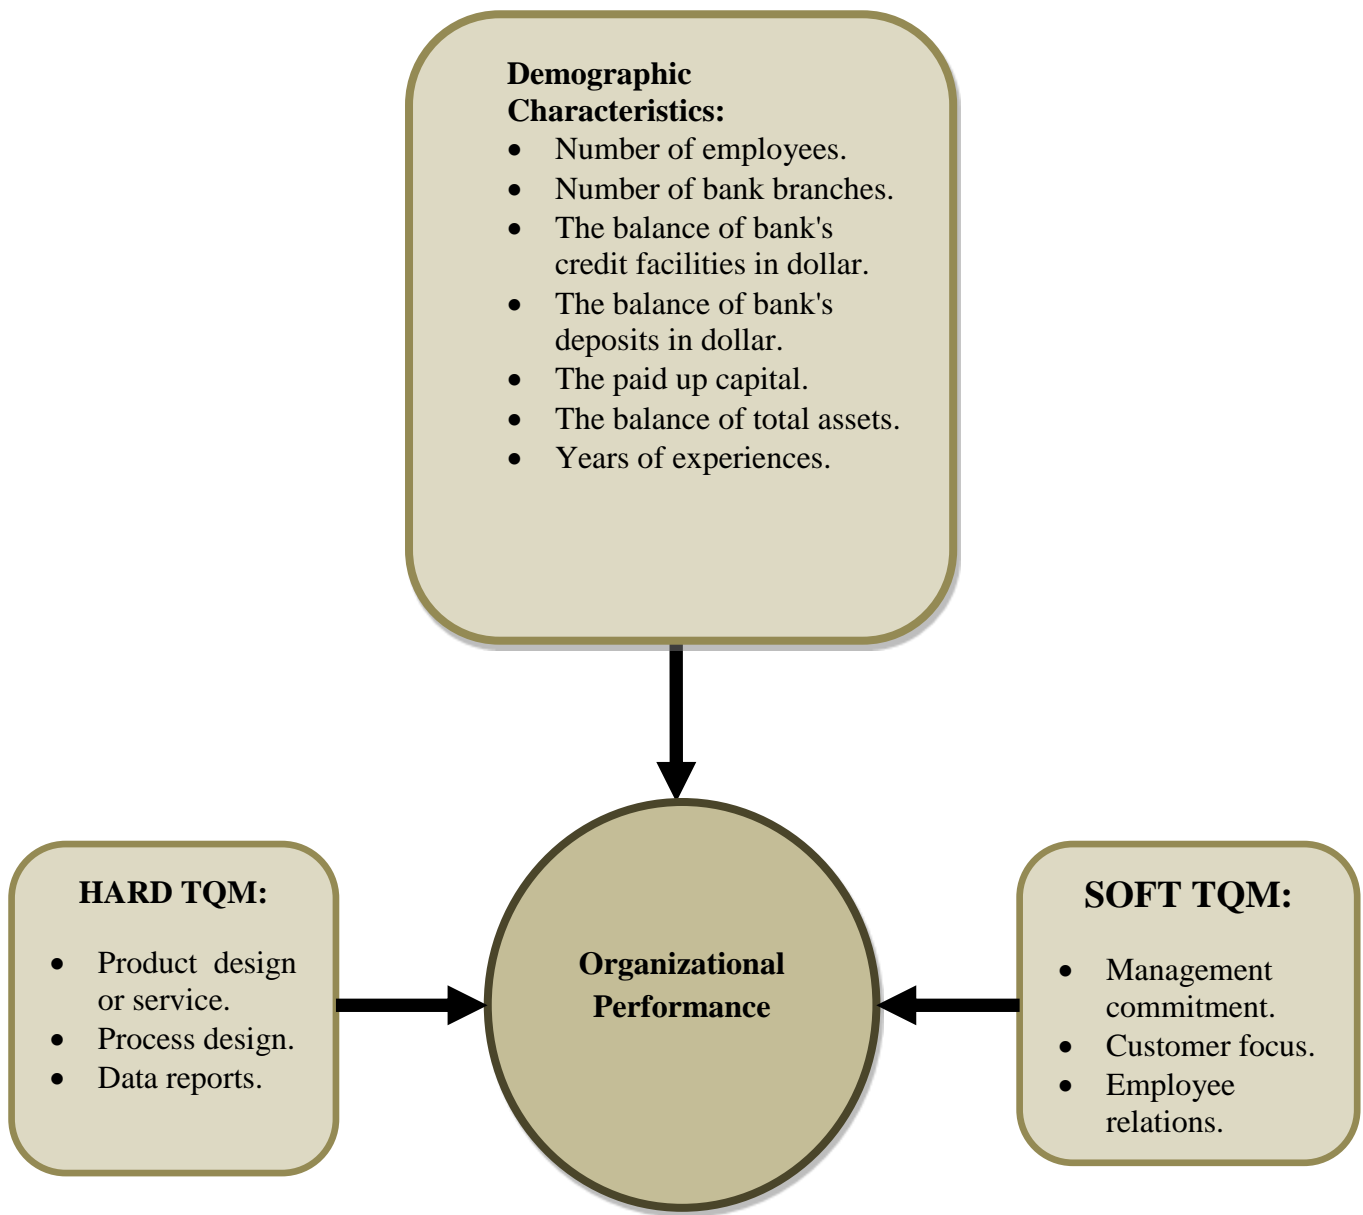 Demographic
Characteristics:
• Number of employees.
• Number of bank branches.
• The balance of bank's
credit facilities in dollar.
• The balance of bank's
deposits in dollar.
• The paid up capital.
• The balance of total assets.
• Years of experiences.
HARD TQM:
• Product design
or service.
• Process design.
• Data reports.
Organizational
Performance
SOFT TQM:
• Management
commitment.
• Customer focus.
• Employee
relations.